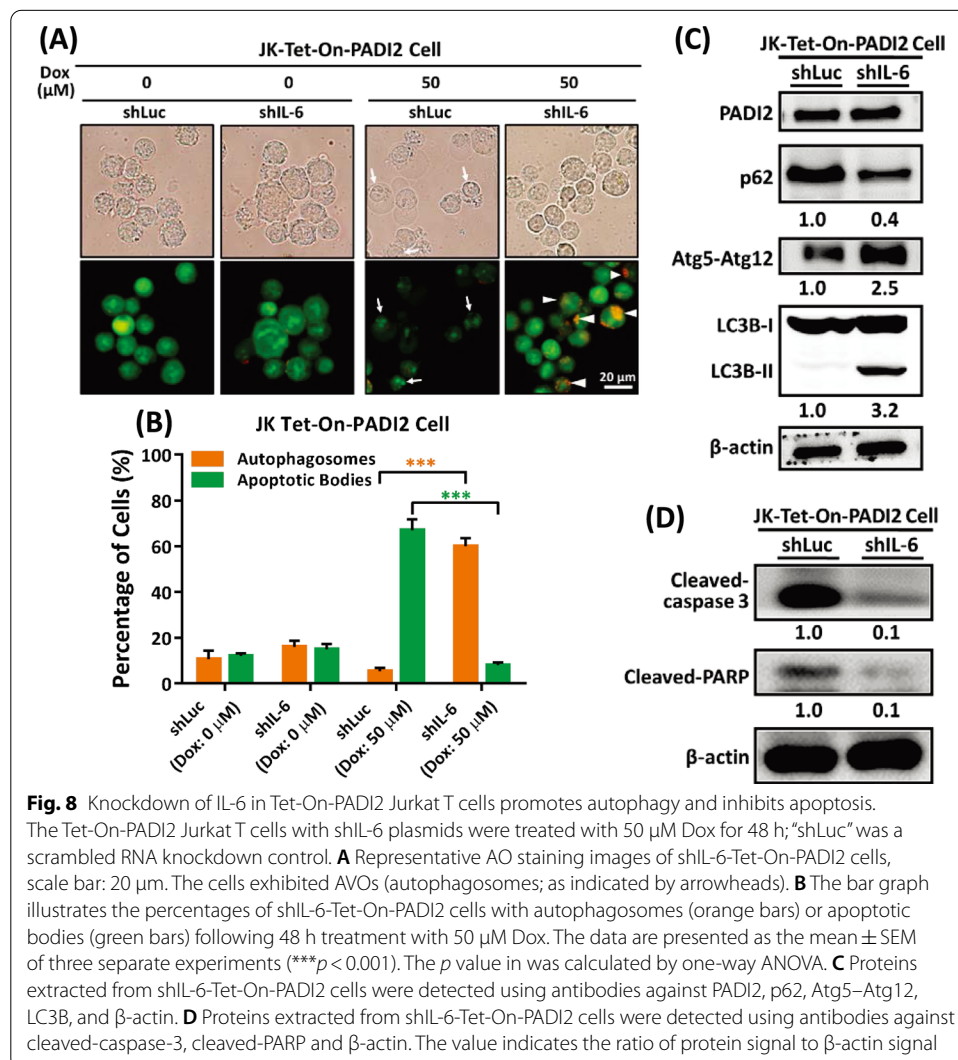 (A)
JK-Tet-On-PADI2 Cell
Dox (μM)
0 0 50 50
shLuc shIL-6 shLuc shIL-6
20 μm
(B)
JK Tet-On-PADI2 Cell
Percentage of Cells (%)
100
80
60
40
20
0
Autophagosomes
Apoptotic Bodies
***
***
shLuc (Dox: 0 μM)
shIL-6 (Dox: 0 μM)
shLuc (Dox: 50 μM)
shIL-6 (Dox: 50 μM)
(C)
JK-Tet-On-PADI2 Cell
shLuc shIL-6
PADI2
p62
1.0 0.4
Atg5-Atg12
1.0 2.5
LC3B-I
LC3B-II
1.0 3.2
β-actin
(D)
JK-Tet-On-PADI2 Cell
shLuc shIL-6
Cleaved-
caspase 3
1.0 0.1
Cleaved-PARP
1.0 0.1
β-actin
Fig. 8 Knockdown of IL-6 in Tet-On-PADI2 Jurkat T cells promotes autophagy and inhibits apoptosis.
The Tet-On-PADI2 Jurkat T cells with shIL-6 plasmids were treated with 50 μM Dox for 48 h; “shLuc” was a
scrambled RNA knockdown control. A Representative AO staining images of shIL-6-Tet-On-PADI2 cells,
scale bar: 20 μm. The cells exhibited AVOs (autophagosomes; as indicated by arrowheads). B The bar graph
illustrates the percentages of shIL-6-Tet-On-PADI2 cells with autophagosomes (orange bars) or apoptotic
bodies (green bars) following 48 h treatment with 50 μM Dox. The data are presented as the mean ± SEM
of three separate experiments (***p < 0.001). The p value in was calculated by one-way ANOVA. C Proteins
extracted from shIL-6-Tet-On-PADI2 cells were detected using antibodies against PADI2, p62, Atg5–Atg12,
LC3B, and β-actin. D Proteins extracted from shIL-6-Tet-On-PADI2 cells were detected using antibodies against
cleaved-caspase-3, cleaved-PARP and β-actin. The value indicates the ratio of protein signal to β-actin signal